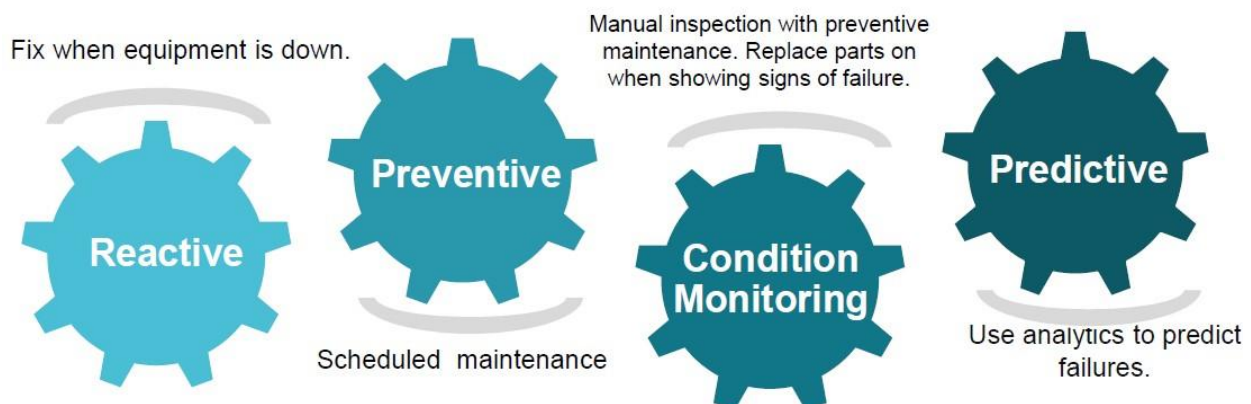 Fix when equipment is down.
Reactive
Preventive
Scheduled maintenance
Manual inspection with preventive
maintenance. Replace parts on
when showing signs of failure.
Condition
Monitoring
Predictive
Use analytics to predict
failures.